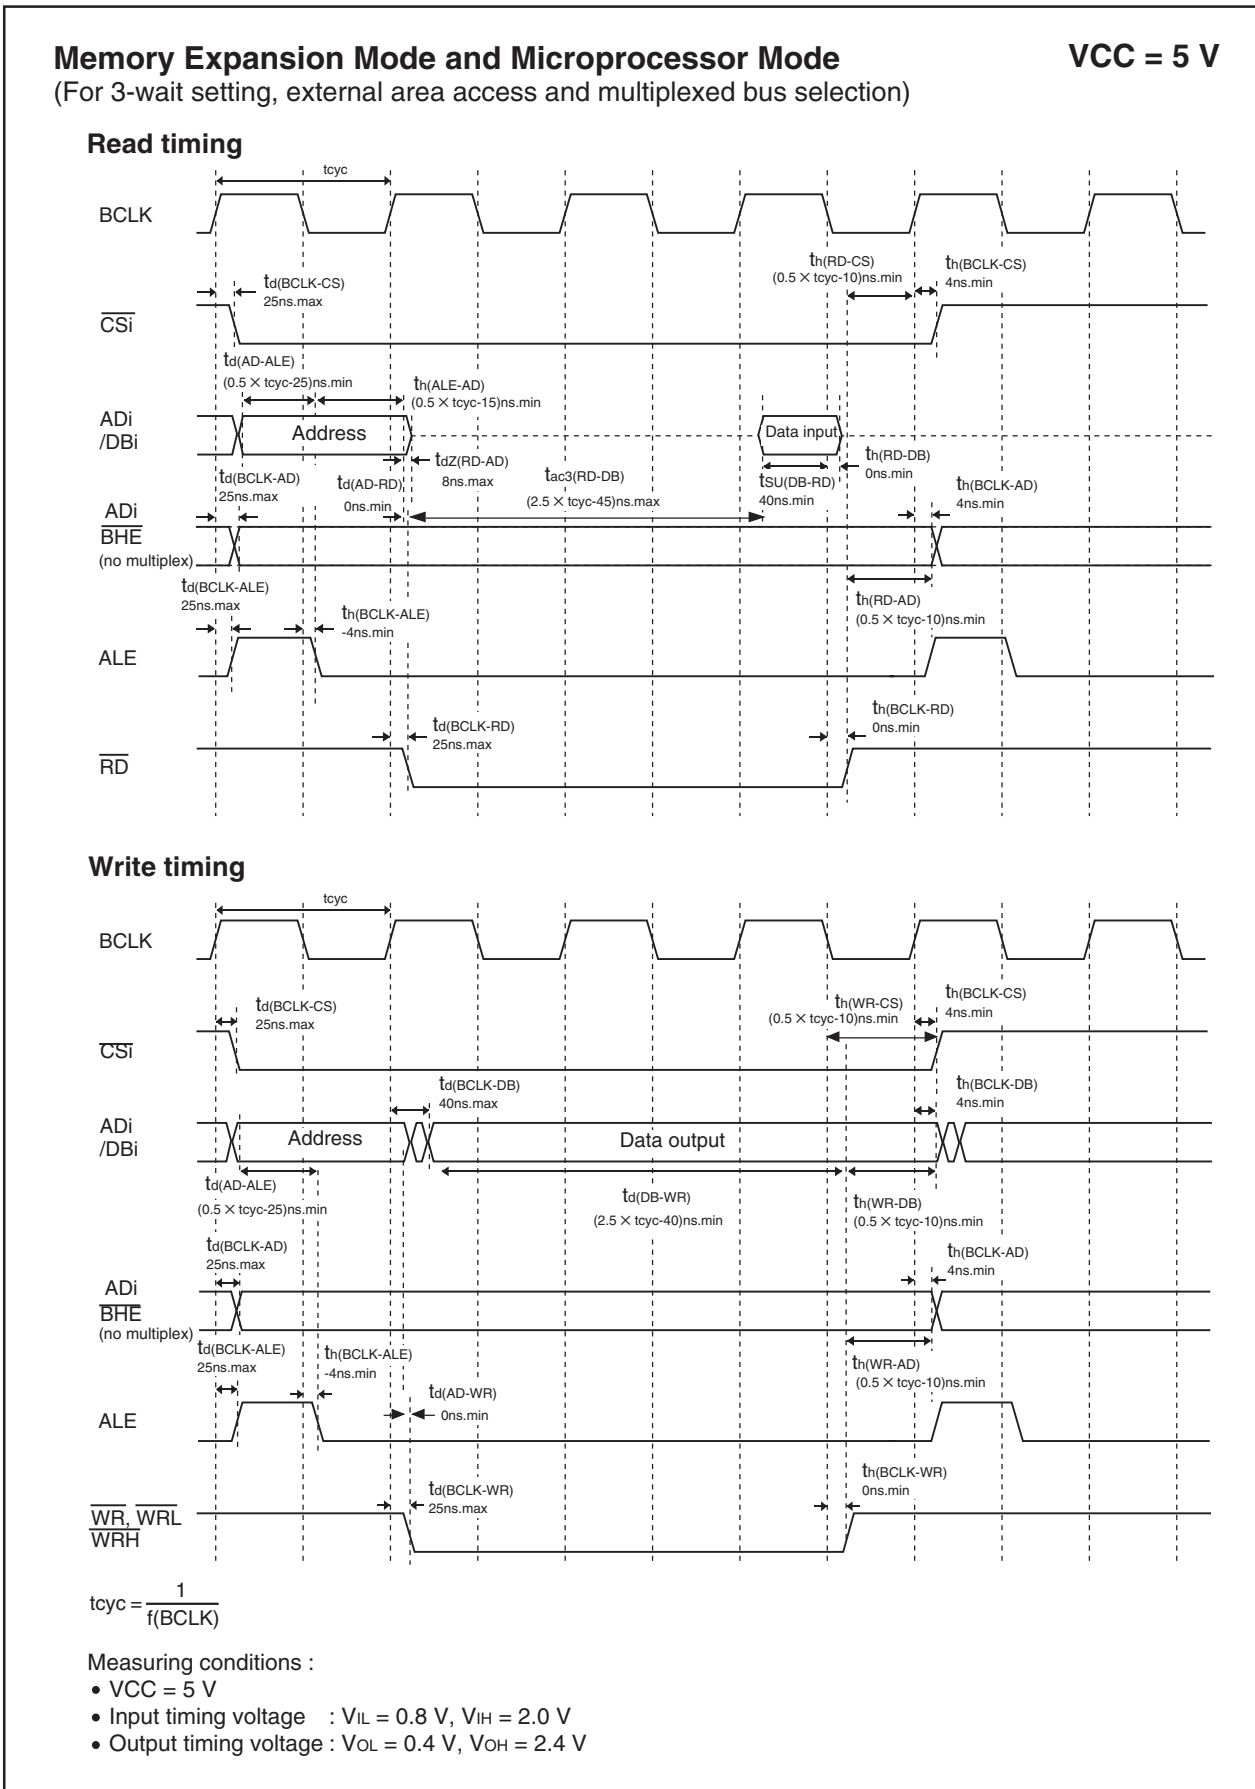 Memory Expansion Mode and Microprocessor Mode VCC = 5 V
(For 3-wait setting, external area access and multiplexed bus selection)
Read timing
tcyc
BCLK
th(RD-CS)
(0.5 × tcyc-10)ns.min
th(BCLK-CS)
4ns.min
td(BCLK-CS)
25ns.max
CSi
td(AD-ALE)
(0.5 × tcyc-25)ns.min
th(ALE-AD)
(0.5 × tcyc-15)ns.min
ADi
/DBi
Address
Data input
td(BCLK-AD)
25ns.max
td(AD-RD)
0ns.min
tdZ(RD-AD)
8ns.max
tac3(RD-DB)
(2.5 × tcyc-45)ns.max
tSU(DB-RD)
40ns.min
th(RD-DB)
0ns.min
th(BCLK-AD)
4ns.min
ADi
BHE
(no multiplex)
td(BCLK-ALE)
25ns.max
th(BCLK-ALE)
-4ns.min
th(RD-AD)
(0.5 × tcyc-10)ns.min
ALE
td(BCLK-RD)
25ns.max
th(BCLK-RD)
0ns.min
RD
Write timing
tcyc
BCLK
td(BCLK-CS)
25ns.max
th(WR-CS)
(0.5 × tcyc-10)ns.min
th(BCLK-CS)
4ns.min
CSi
td(BCLK-DB)
40ns.max
th(BCLK-DB)
4ns.min
ADi
/DBi
Address
Data output
td(AD-ALE)
(0.5 × tcyc-25)ns.min
td(DB-WR)
(2.5 × tcyc-40)ns.min
th(WR-DB)
(0.5 × tcyc-10)ns.min
td(BCLK-AD)
25ns.max
th(BCLK-AD)
4ns.min
ADi
BHE
(no multiplex)
td(BCLK-ALE)
25ns.max
th(BCLK-ALE)
-4ns.min
td(AD-WR)
0ns.min
th(WR-AD)
(0.5 × tcyc-10)ns.min
ALE
td(BCLK-WR)
25ns.max
th(BCLK-WR)
0ns.min
WR, WRL
WRH
tcyc = 1
f(BCLK)
Measuring conditions :
• VCC = 5 V
• Input timing voltage : VIL = 0.8 V, VIH = 2.0 V
• Output timing voltage : VOL = 0.4 V, VOH = 2.4 V